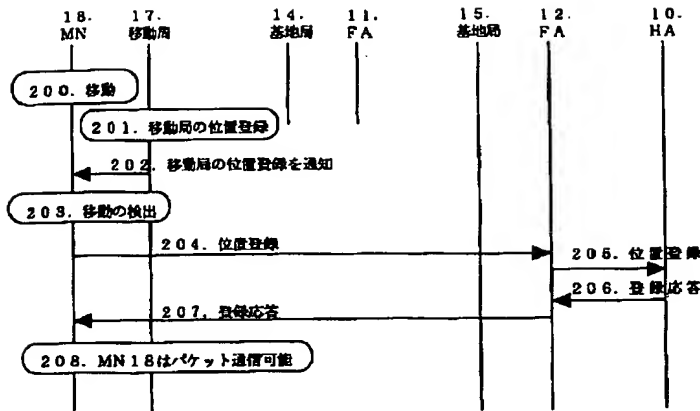 18.
MN
17.
移動周
14.
基地局
11.
FA
15.
基地局
12.
FA
10.
HA
200. 移動
201. 移動局の位置登録
202. 移動局の位置登録を通知
203. 移動の検出
204. 位置登録
205. 位置登録
206. 登録応答
207. 登録応答
208. MN18はパケット通信可能